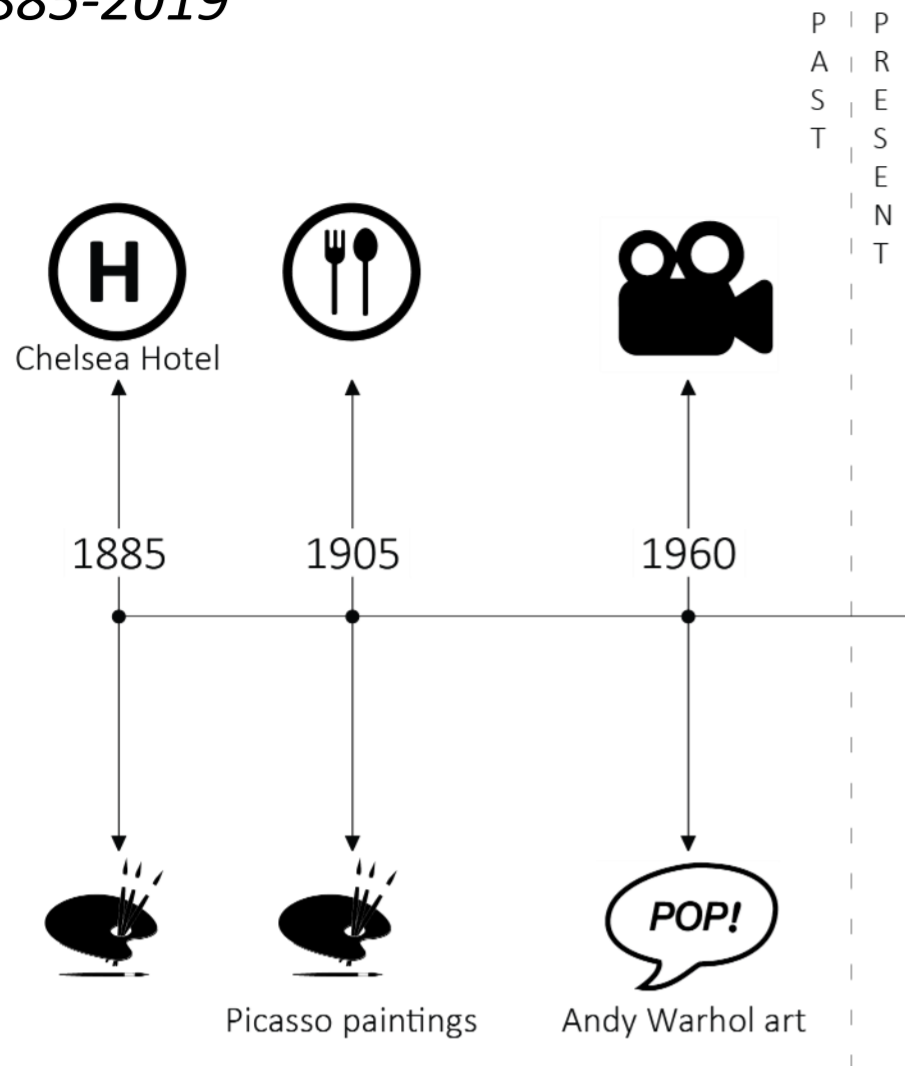 885-2019
PAST
PRESENT
H
Chelsea Hotel
1885
1905
1960
POP!
Picasso paintings
Andy Warhol art